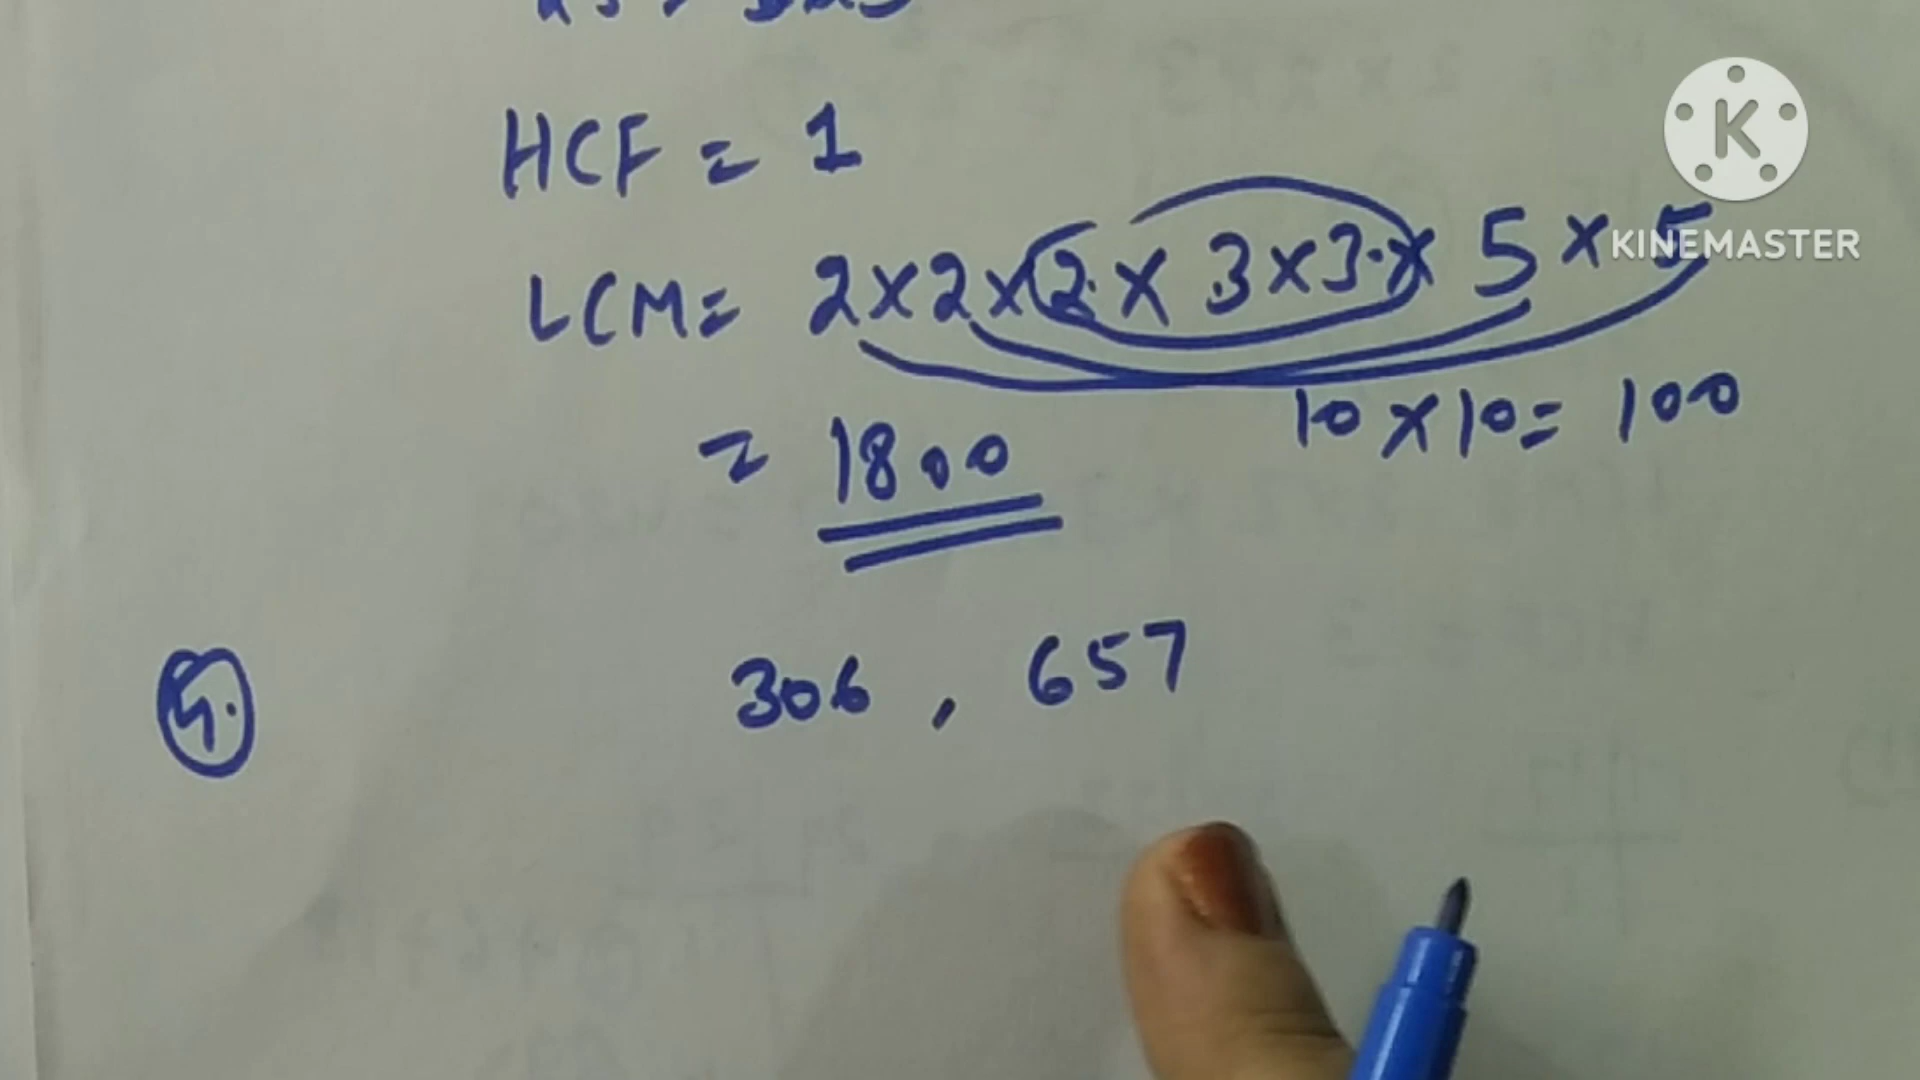 HCF = 1
LCM = 2×2×2×3×3×5×5
10×10=100
= 1800
4. 306, 657
K
KINEMASTER